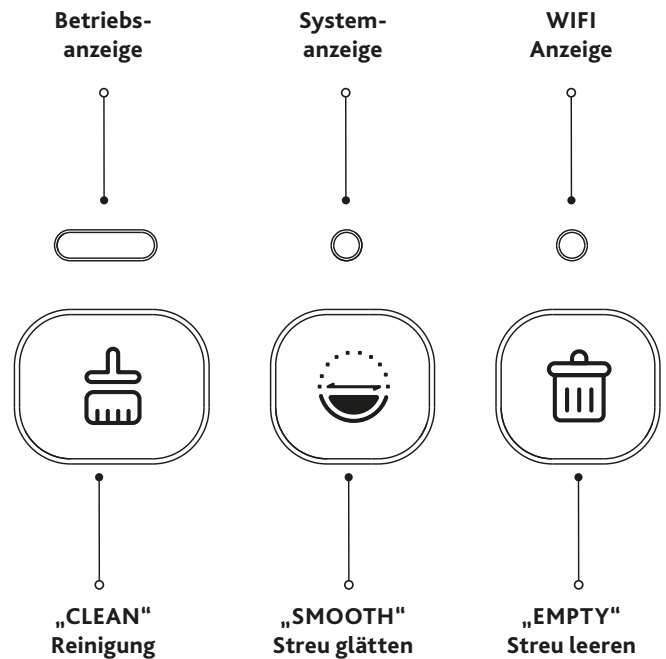 Betriebs-
anzeige
System-
anzeige
WIFI
Anzeige
„CLEAN“
Reinigung
„SMOOTH“
Streu glätten
„EMPTY“
Streu leeren